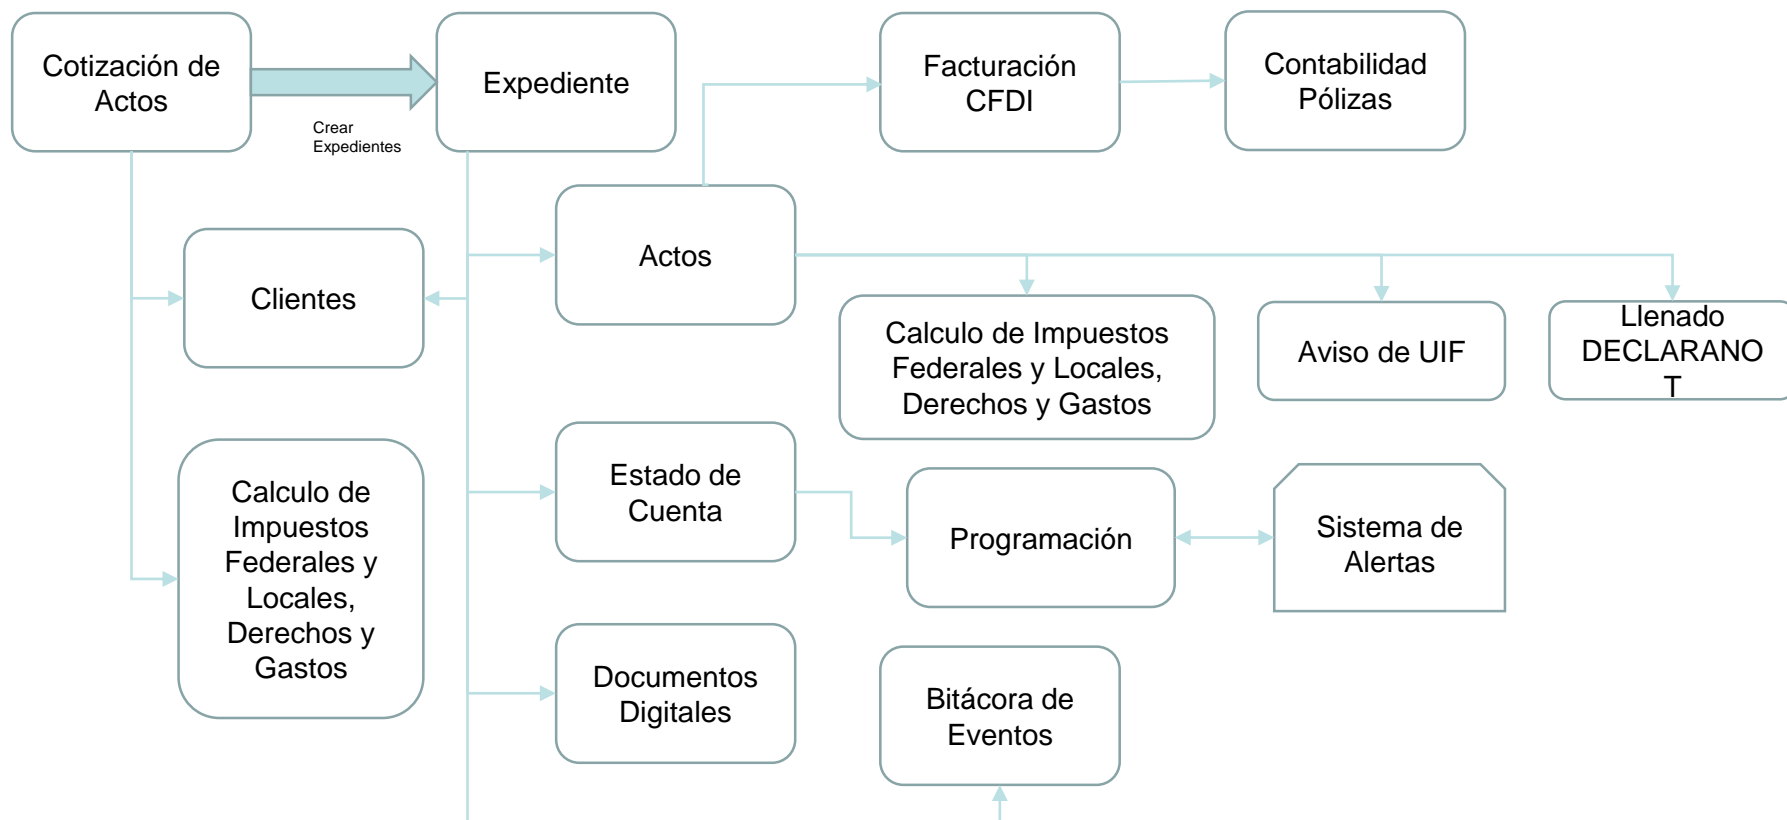 Cotización de
Actos
Crear
Expedientes
Expediente
Facturación
CFDI
Contabilidad
Pólizas
Clientes
Actos
Calculo de Impuestos
Federales y Locales,
Derechos y Gastos
Aviso de UIF
Llenado
DECLARANO
T
Calculo de
Impuestos
Federales y
Locales,
Derechos y
Gastos
Estado de
Cuenta
Programación
Sistema de
Alertas
Documentos
Digitales
Bitácora de
Eventos